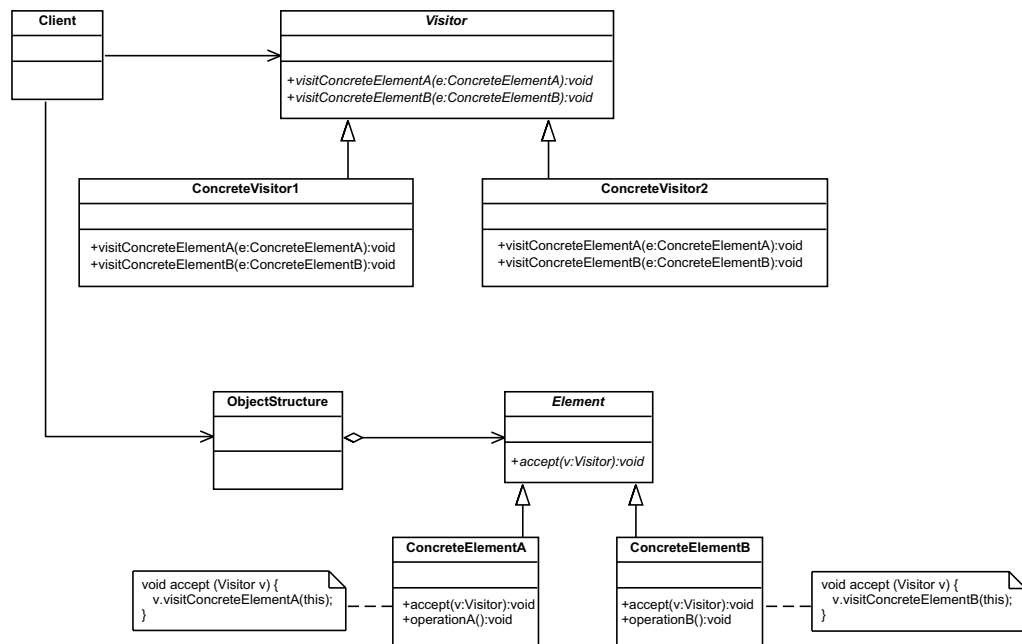 Client
Visitor
+visitConcreteElementA(e:ConcreteElementA):void
+visitConcreteElementB(e:ConcreteElementB):void
ConcreteVisitor1
+visitConcreteElementA(e:ConcreteElementA):void
+visitConcreteElementB(e:ConcreteElementB):void
ConcreteVisitor2
+visitConcreteElementA(e:ConcreteElementA):void
+visitConcreteElementB(e:ConcreteElementB):void
ObjectStructure
Element
+accept(v:Visitor):void
ConcreteElementA
+accept(v:Visitor):void
+operationA():void
ConcreteElementB
+accept(v:Visitor):void
+operationB():void
void accept (Visitor v) {
v.visitConcreteElementA(this);
}
void accept (Visitor v) {
v.visitConcreteElementB(this);
}